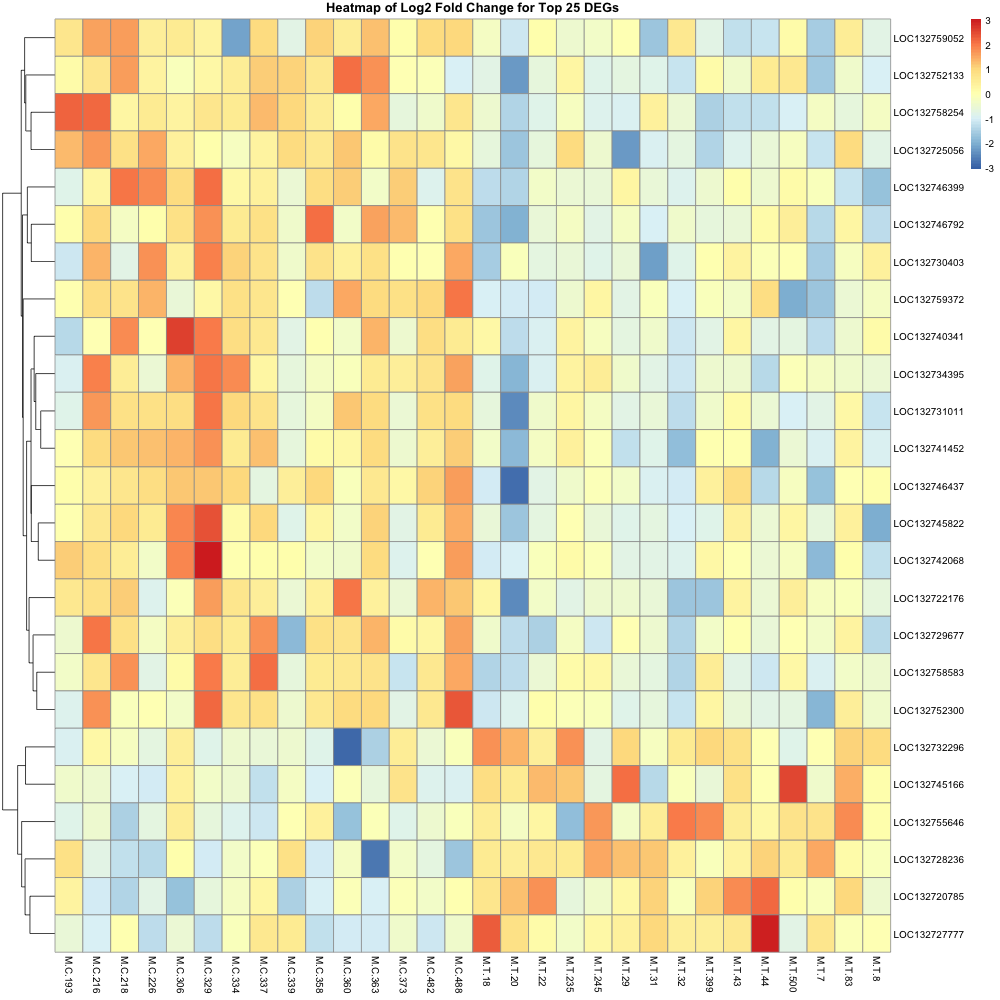 Heatmap of Log2 Fold Change for Top 25 DEGs
3
2
1
0
-1
-2
-3
LOC132759052
LOC132752133
LOC132758254
LOC132725056
LOC132746399
LOC132746792
LOC132730403
LOC132759372
LOC132740341
LOC132734395
LOC132731011
LOC132741452
LOC132746437
LOC132745822
LOC132742068
LOC132722176
LOC132729677
LOC132758583
LOC132752300
LOC132732296
LOC132745166
LOC132755646
LOC132728236
LOC132720785
LOC132727777
M.C.193
M.C.216
M.C.218
M.C.226
M.C.306
M.C.329
M.C.334
M.C.337
M.C.339
M.C.358
M.C.360
M.C.363
M.C.373
M.C.482
M.C.488
M.T.18
M.T.20
M.T.22
M.T.235
M.T.245
M.T.29
M.T.31
M.T.32
M.T.399
M.T.43
M.T.44
M.T.500
M.T.7
M.T.83
M.T.8